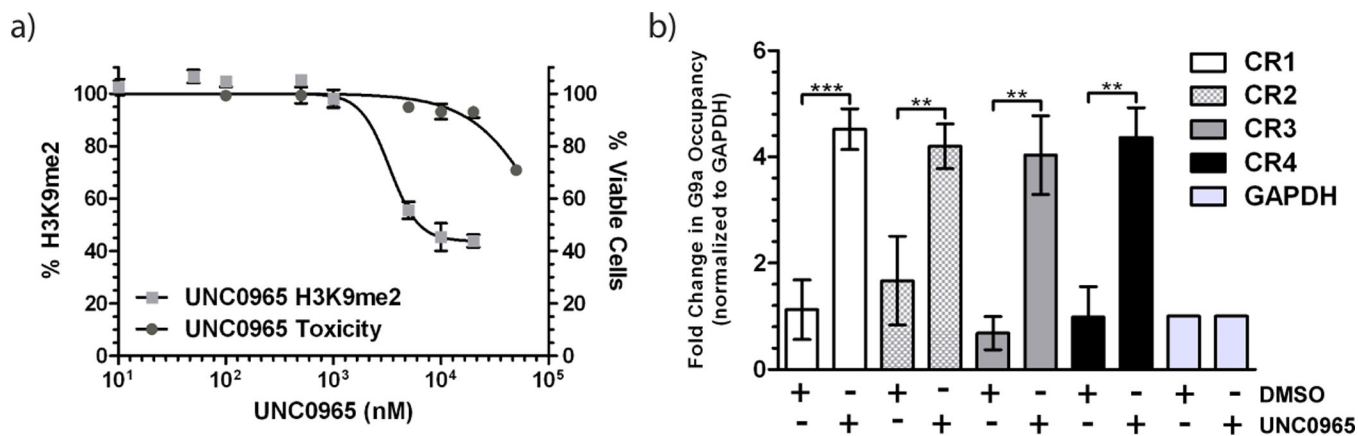 a)
% H3K9me2
100
80
60
40
20
0
UNC0965 H3K9me2
UNC0965 Toxicity
10¹ 10² 10³ 10⁴ 10⁵
UNC0965 (nM)
100
80
60
40
20
0
% Viable Cells
b)
Fold Change in G9a Occupancy
(normalized to GAPDH)
6
4
2
0
*** ** ** **
CR1
CR2
CR3
CR4
GAPDH
+ - + - + - + - + - DMSO
- + - + - + - + - + UNC0965